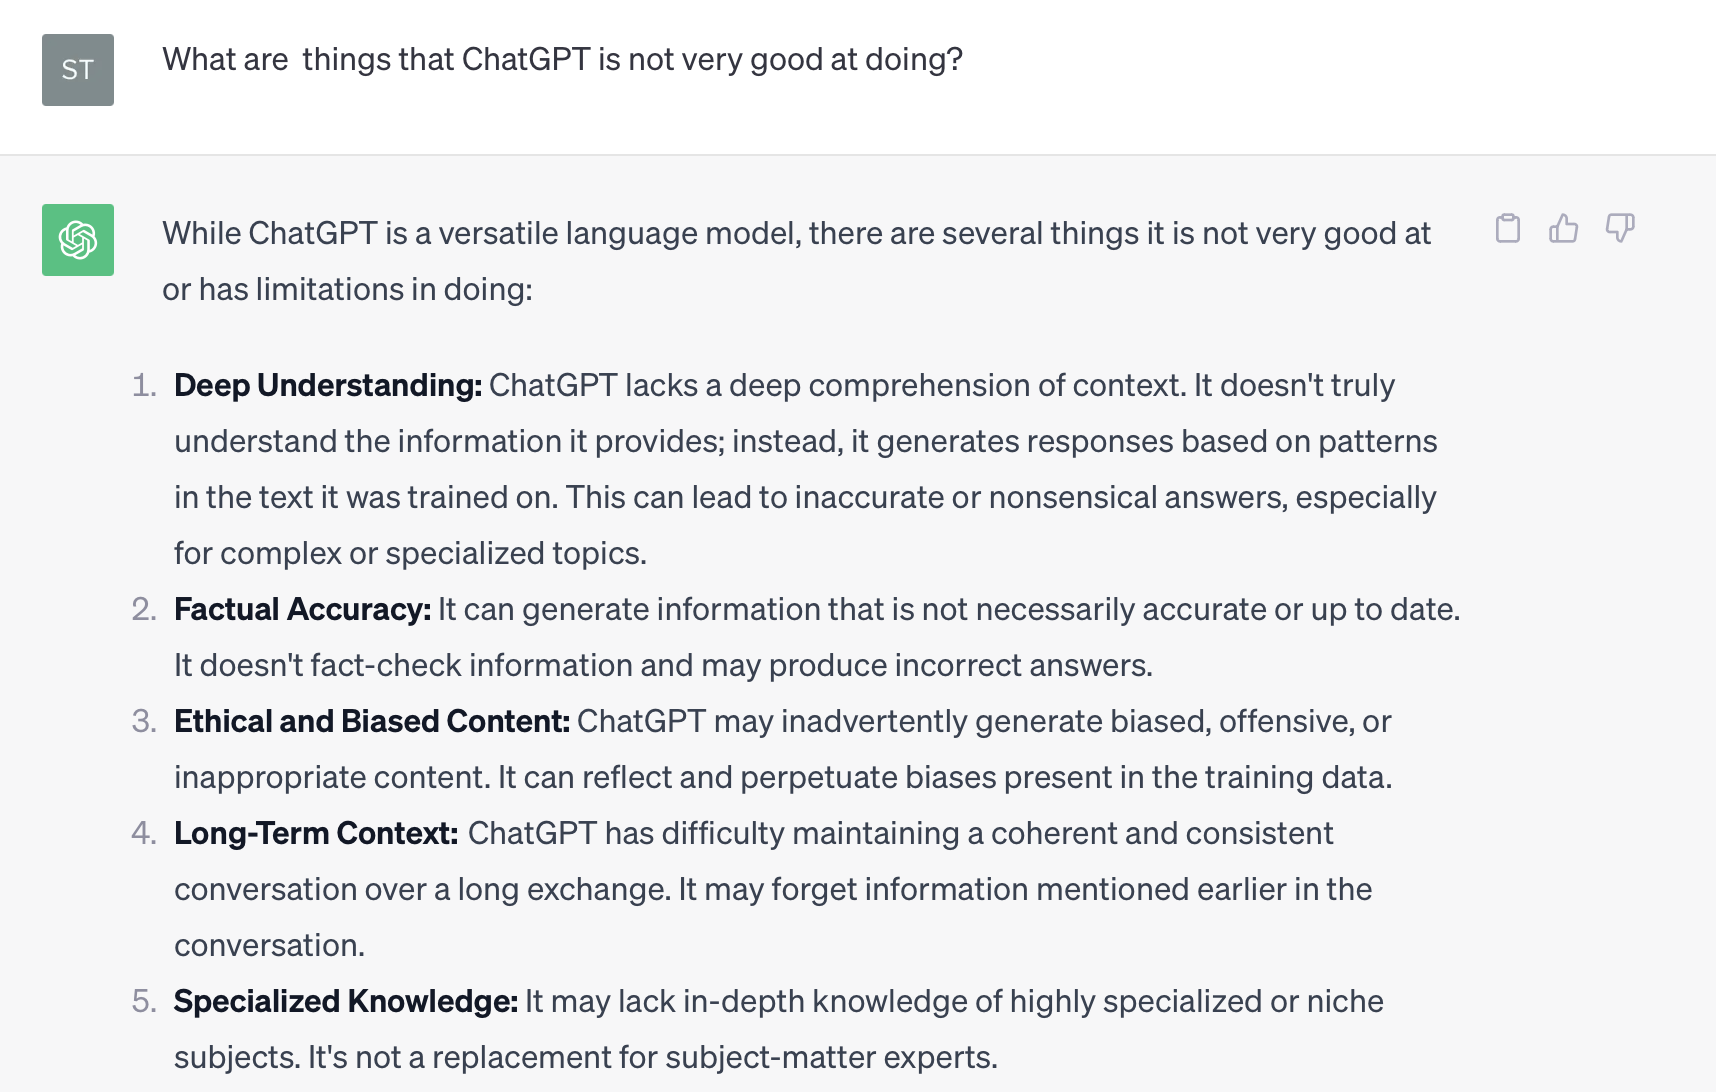 ST
What are  things that ChatGPT is not very good at doing?
While ChatGPT is a versatile language model, there are several things it is not very good at
or has limitations in doing:
1. Deep Understanding: ChatGPT lacks a deep comprehension of context. It doesn't truly
understand the information it provides; instead, it generates responses based on patterns
in the text it was trained on. This can lead to inaccurate or nonsensical answers, especially
for complex or specialized topics.
2. Factual Accuracy: It can generate information that is not necessarily accurate or up to date.
It doesn't fact-check information and may produce incorrect answers.
3. Ethical and Biased Content: ChatGPT may inadvertently generate biased, offensive, or
inappropriate content. It can reflect and perpetuate biases present in the training data.
4. Long-Term Context: ChatGPT has difficulty maintaining a coherent and consistent
conversation over a long exchange. It may forget information mentioned earlier in the
conversation.
5. Specialized Knowledge: It may lack in-depth knowledge of highly specialized or niche
subjects. It's not a replacement for subject-matter experts.